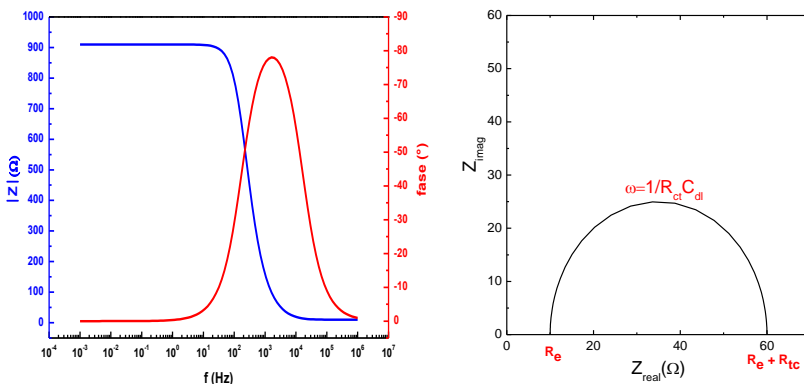 1000
900
800
700
600
500
400
300
200
100
0
|Z|(Ω)
-90
-80
-70
-60
-50
-40
-30
-20
-10
0
fase (°)
10⁻⁴ 10⁻³ 10⁻² 10⁻¹ 10⁰ 10¹ 10² 10³ 10⁴ 10⁵ 10⁶ 10⁷
f (Hz)
60
50
40
30
20
10
0
Z_imag
ω=1/R_ct C_dl
0 20 40 60
R_e
Z_real(Ω)
R_e + R_tc